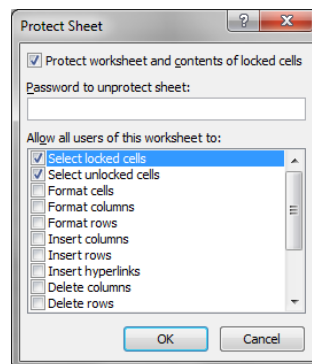 Protect Sheet
Protect worksheet and contents of locked cells
Password to unprotect sheet:
Allow all users of this worksheet to:
Select locked cells
Select unlocked cells
Format cells
Format columns
Format rows
Insert columns
Insert rows
Insert hyperlinks
Delete columns
Delete rows
OK Cancel